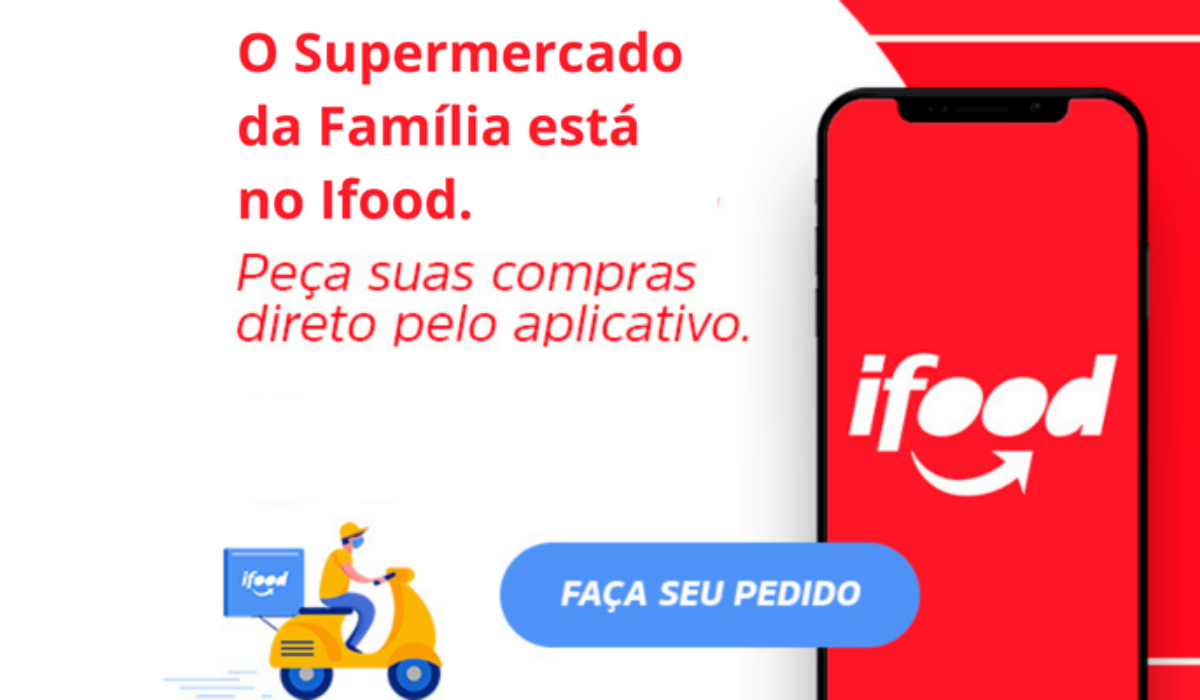 O Supermercado
da Família está
no Ifood.
Peça suas compras
direto pelo aplicativo.
ifood
ifood
FAÇA SEU PEDIDO